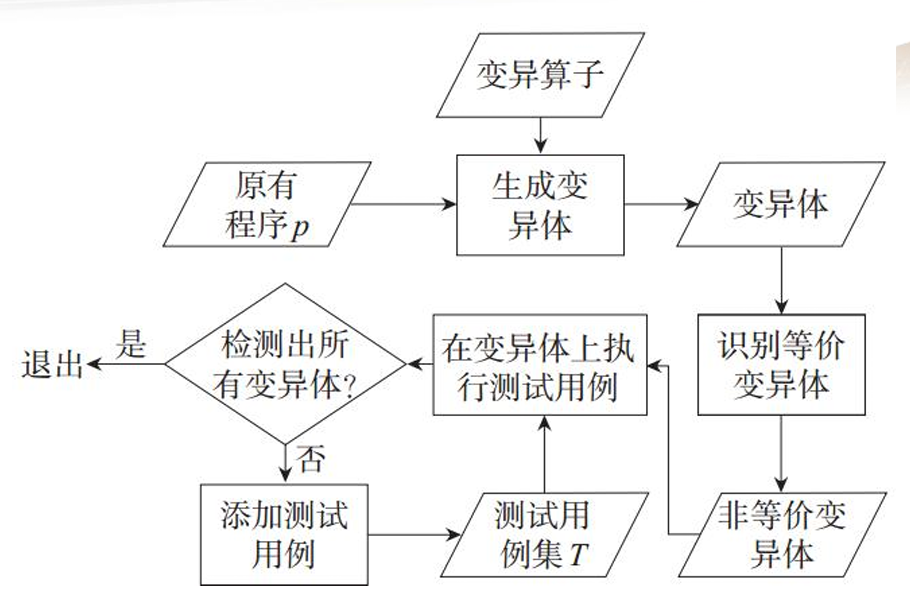 变异算子
原有
程序p
生成变
异体
变异体
识别等价
变异体
非等价变
异体
在变异体上执
行测试用例
检测出所
有变异体?
是
退出
否
添加测试
用例
测试用
例集T